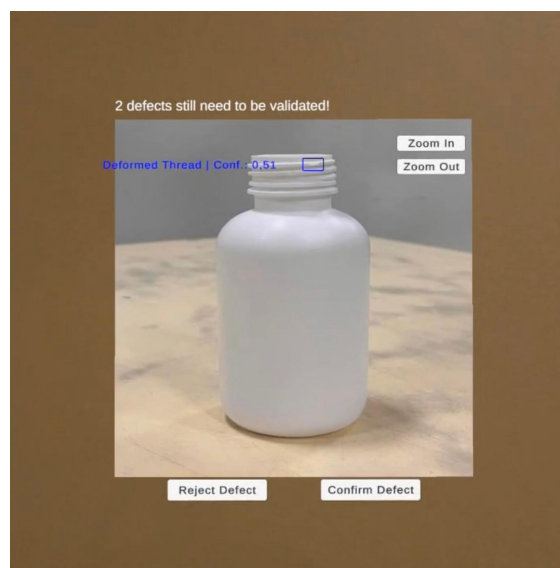 2 defects still need to be validated!
Zoom In
Deformed Thread | Conf.: 0,51
Zoom Out
Reject Defect
Confirm Defect